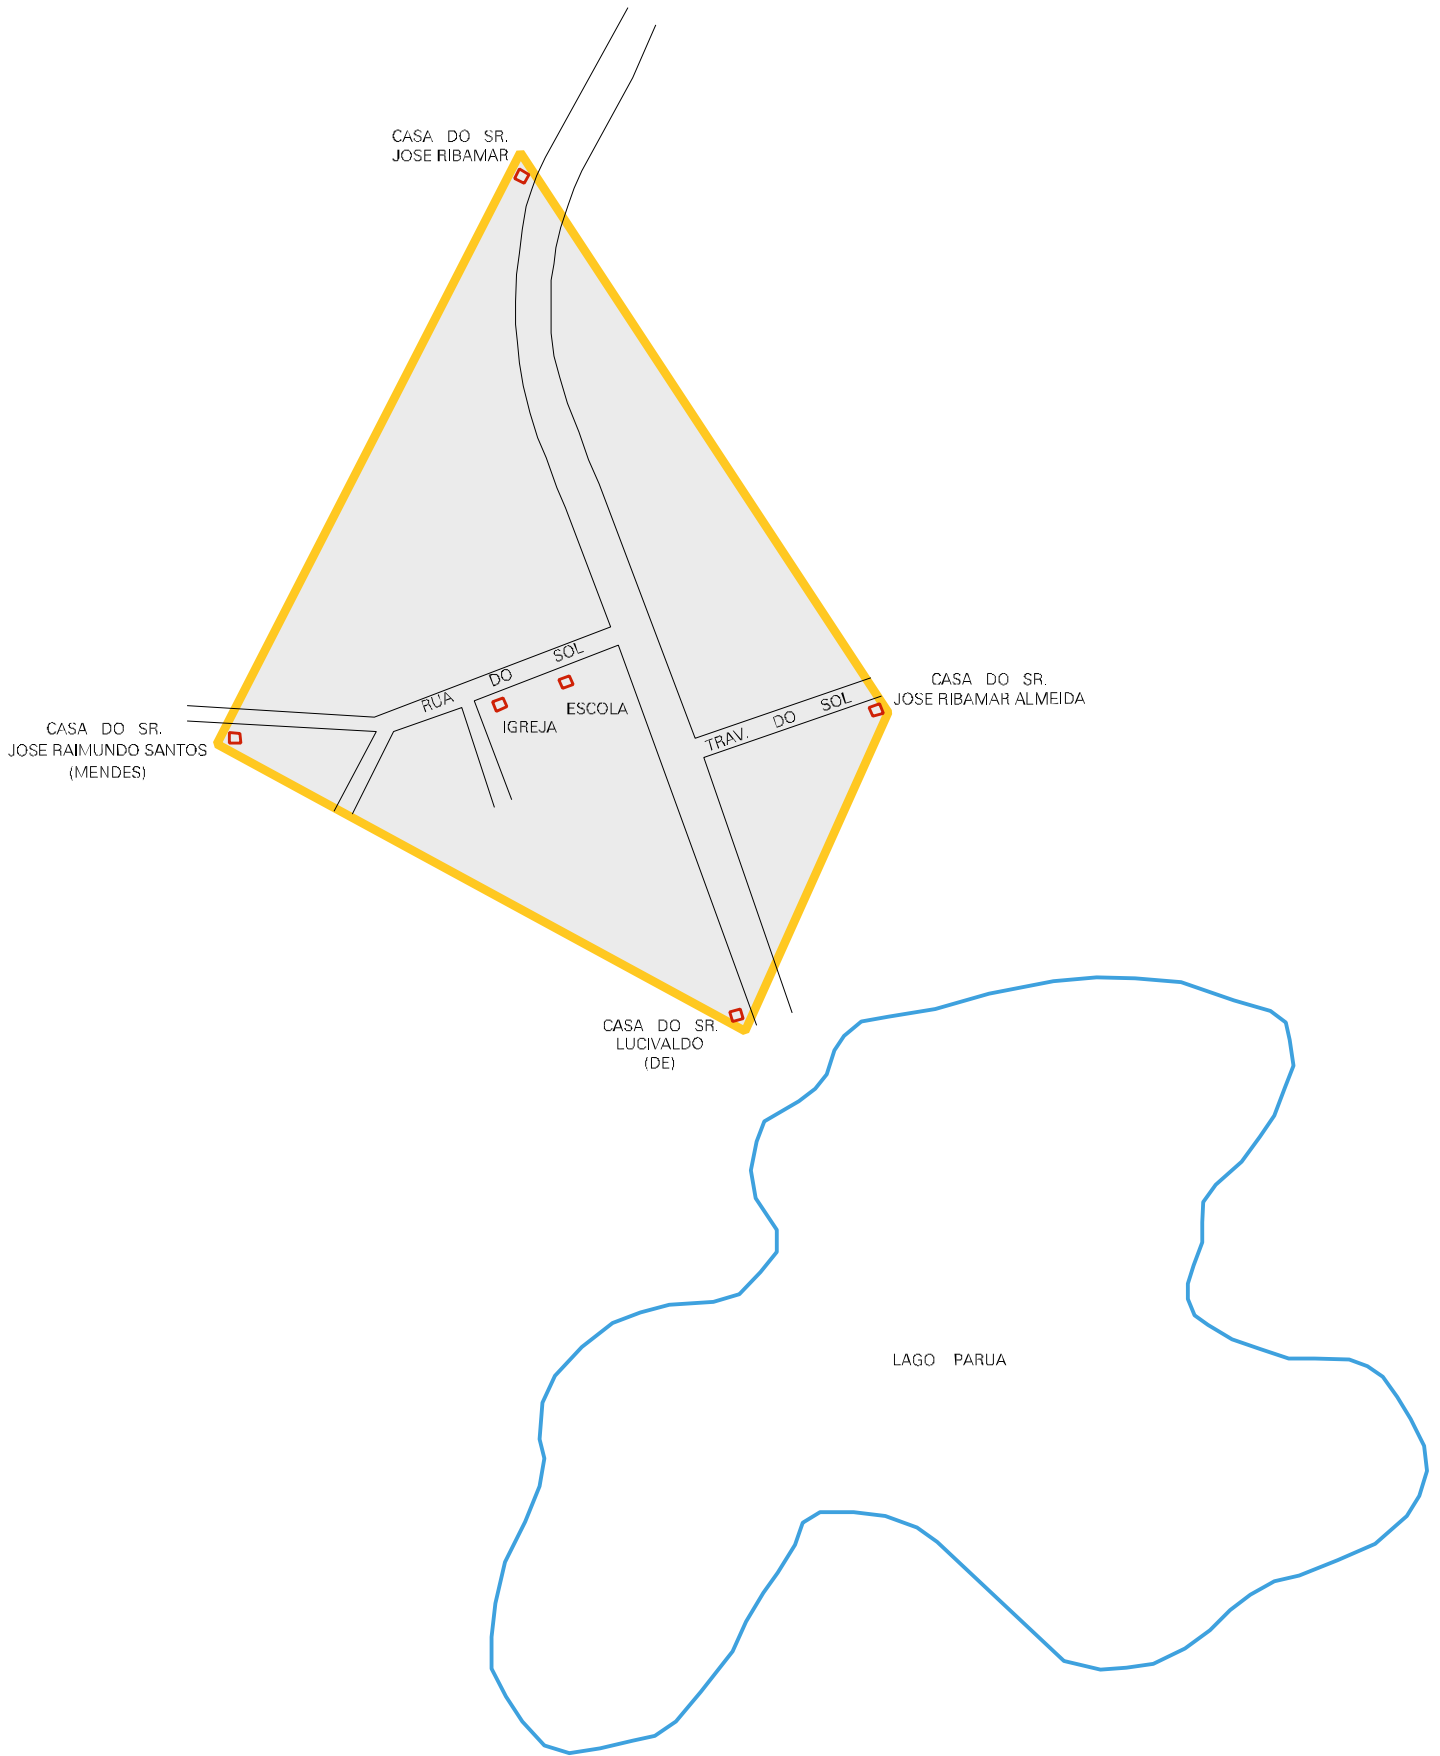 CASA DO SR.
JOSE RIBAMAR
CASA DO SR.
JOSE RIBAMAR ALMEIDA
RUA DO SOL
ESCOLA
IGREJA
TRAV. DO SOL
CASA DO SR.
JOSE RAIMUNDO SANTOS
(MENDES)
CASA DO SR.
LUCIVALDO
(DE)
LAGO PARUA